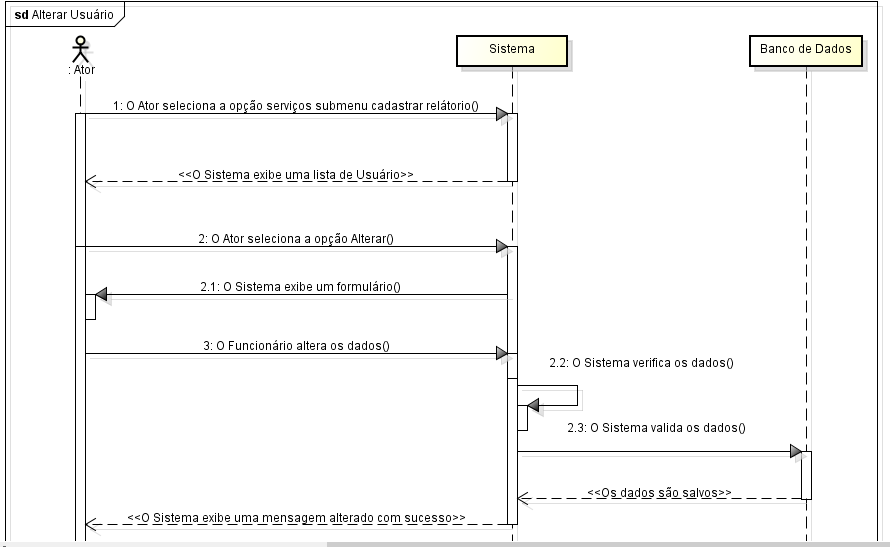 sd Alterar Usuário
: Ator
Sistema
Banco de Dados
1: O Ator seleciona a opção serviços submenu cadastrar relátorio()
<<O Sistema exibe uma lista de Usuário>>
2: O Ator seleciona a opção Alterar()
2.1: O Sistema exibe um formulário()
3: O Funcionário altera os dados()
2.2: O Sistema verifica os dados()
2.3: O Sistema valida os dados()
<<Os dados são salvos>>
<<O Sistema exibe uma mensagem alterado com sucesso>>